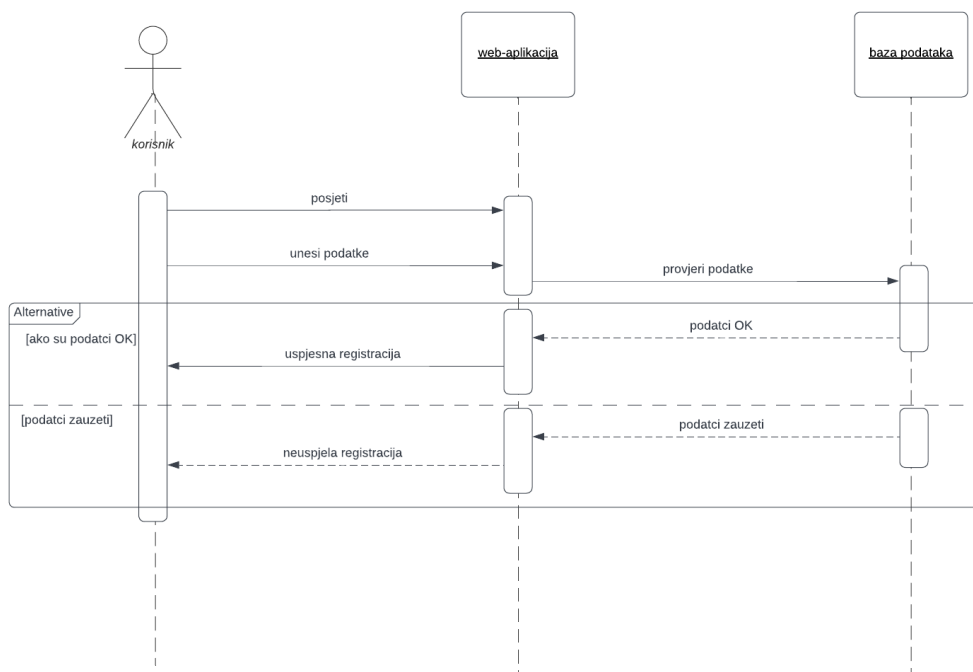 web-aplikacija
baza podataka
korisnik
posjeti
unesi podatke
provjeri podatke
Alternative
[ako su podatci OK]
podatci OK
uspjesna registracija
[podatci zauzeti]
podatci zauzeti
neuspjela registracija